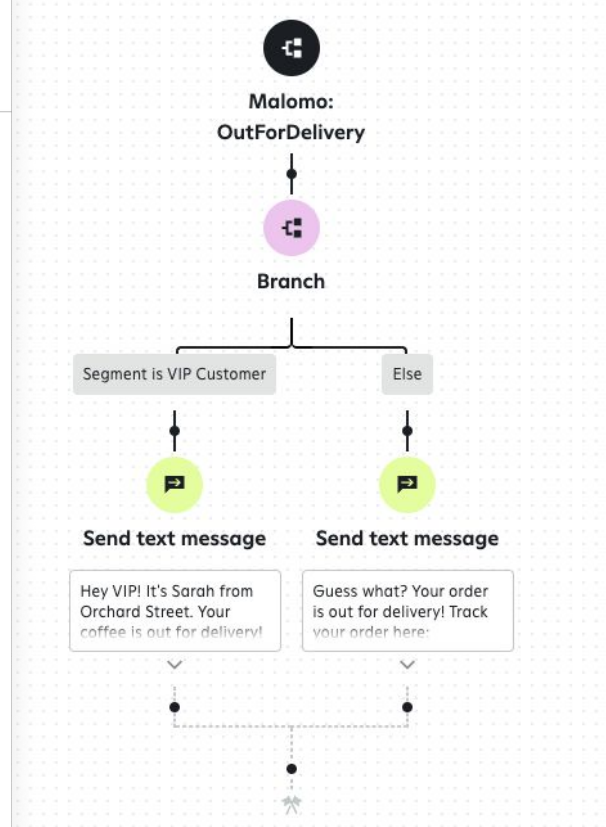 Malomo:
OutForDelivery
Branch
Segment is VIP Customer
Else
Send text message
Send text message
Hey VIP! It's Sarah from
Orchard Street. Your
coffee is out for delivery!
Guess what? Your order
is out for delivery! Track
your order here: